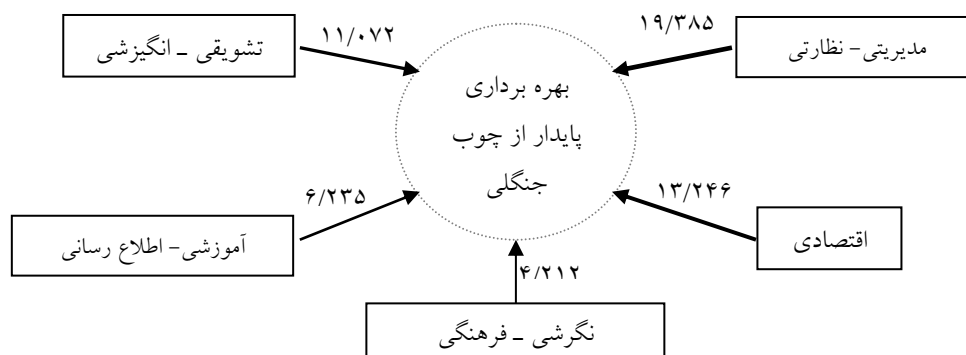 ۱۹/۳۸۵
۱۱/۰۷۲
مدیریتی- نظارتی
تشویقی - انگیزشی
بهره برداری
پایدار از چوب
جنگلی
۱۳/۲۴۶
۶/۲۳۵
اقتصادی
آموزشی- اطلاع رسانی
۴/۲۱۲
نگرشی - فرهنگی